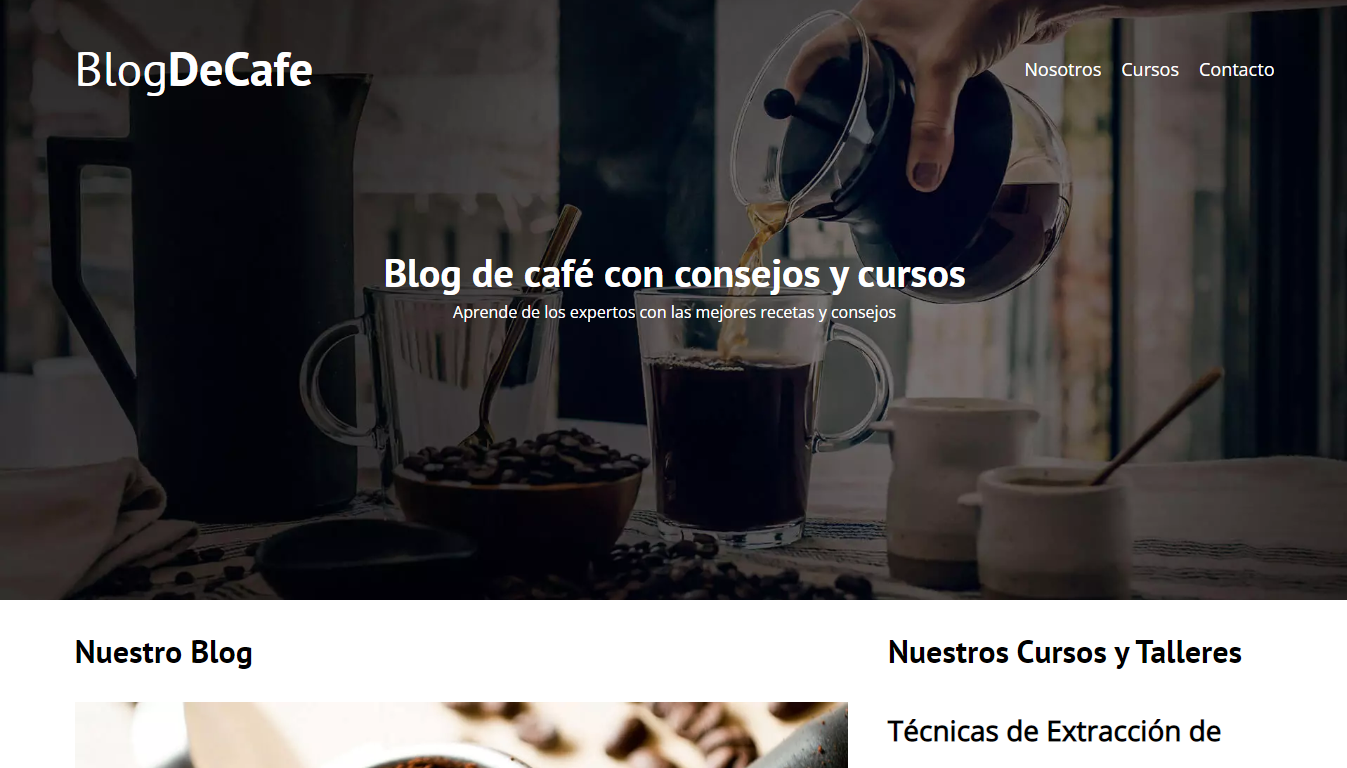 BlogDeCafe
Nosotros Cursos Contacto
Blog de café con consejos y cursos
Aprende de los expertos con las mejores recetas y consejos
Nuestro Blog
Nuestros Cursos y Talleres
Técnicas de Extracción de